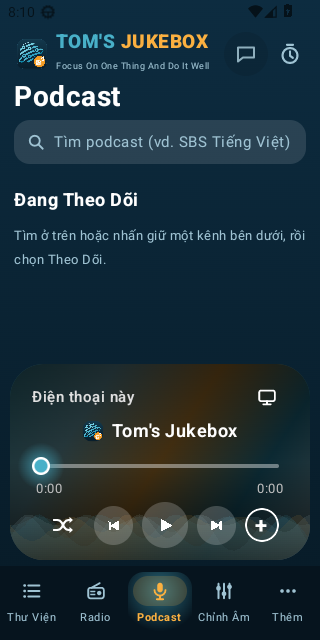 8:10
TOM'S JUKEBOX
Focus On One Thing And Do It Well
Podcast
Tìm podcast (vd. SBS Tiếng Việt)
Đang Theo Dõi
Tìm ở trên hoặc nhấn giữ một kênh bên dưới, rồi
chọn Theo Dõi.
Điện thoại này
Tom's Jukebox
0:00 0:00
Thư Viện Radio Podcast Chỉnh Âm Thêm